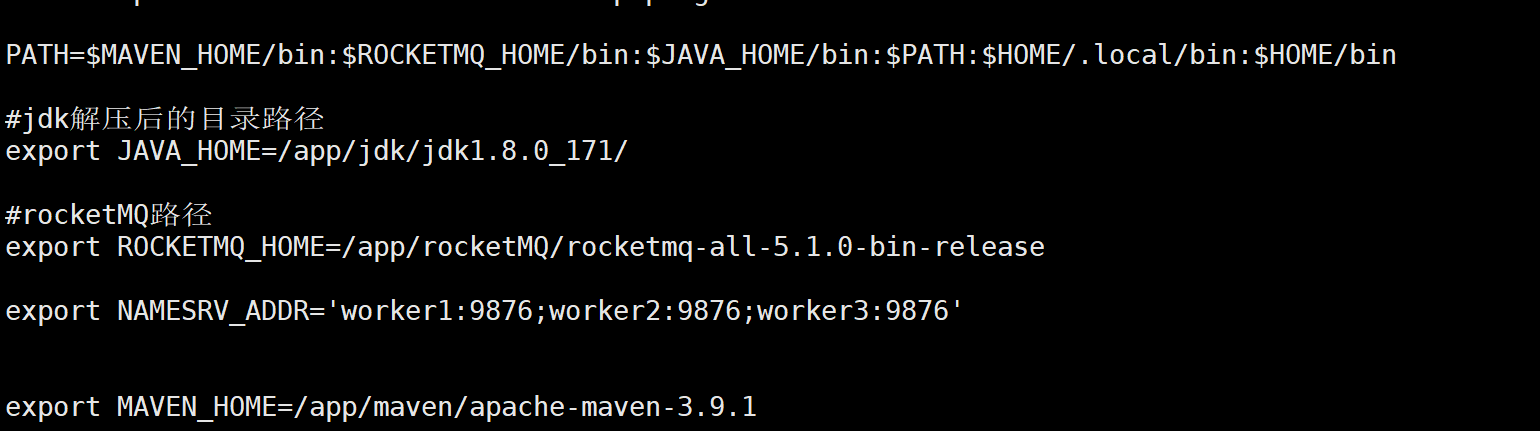 PATH=$MAVEN_HOME/bin:$ROCKETMQ_HOME/bin:$JAVA_HOME/bin:$PATH:$HOME/.local/bin:$HOME/bin
#jdk解压后的目录路径
export JAVA_HOME=/app/jdk/jdk1.8.0_171/
#rocketMQ路径
export ROCKETMQ_HOME=/app/rocketMQ/rocketmq-all-5.1.0-bin-release
export NAMESRV_ADDR='worker1:9876;worker2:9876;worker3:9876'
export MAVEN_HOME=/app/maven/apache-maven-3.9.1